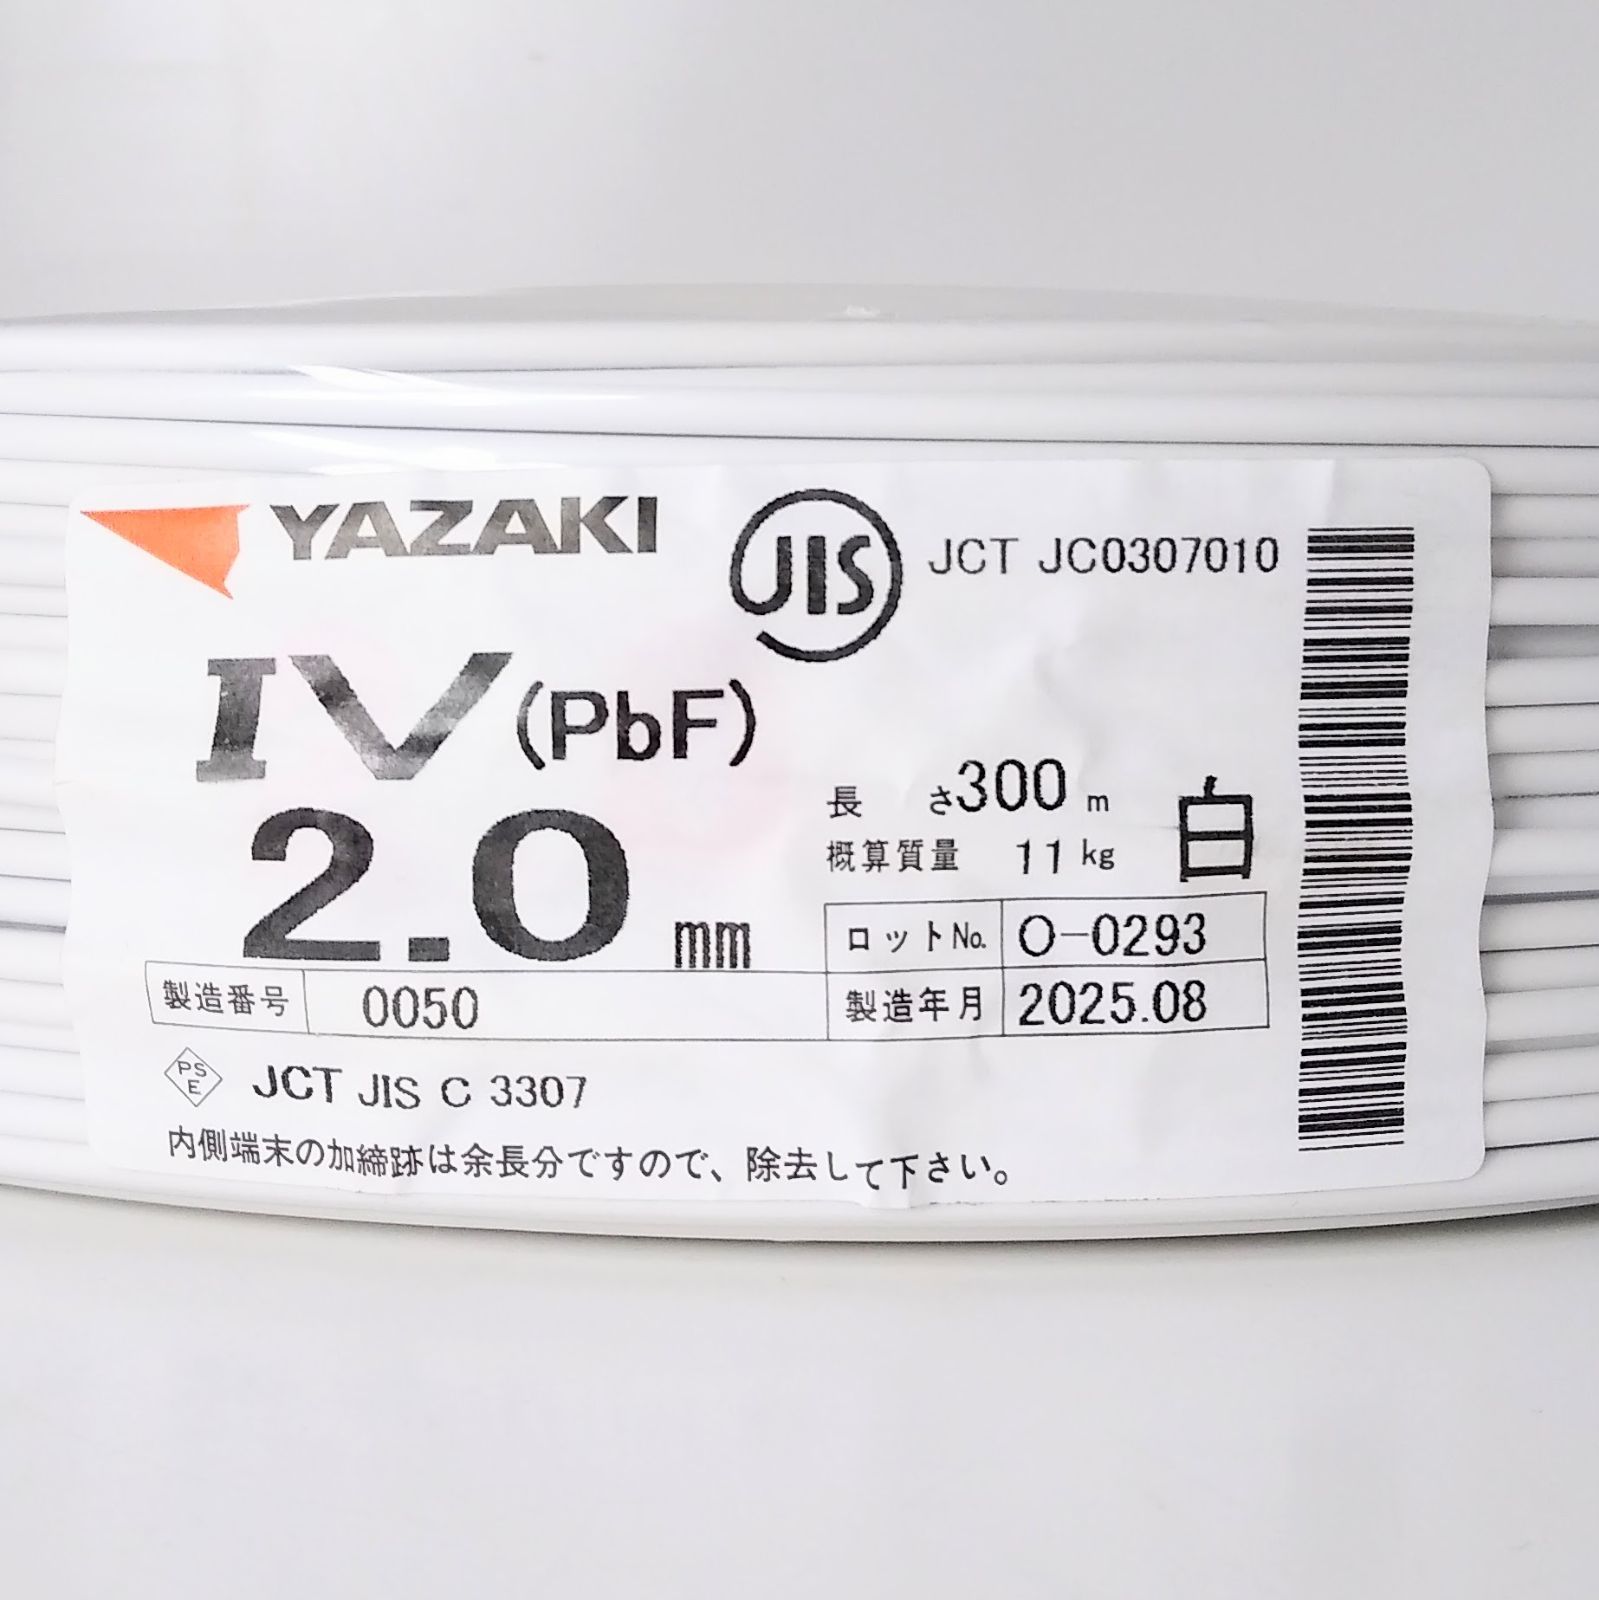 YAZAKI
JIS
JCT JC0307010
IV (PbF)
2.0 mm
長 さ300 m
概算質量 11 kg
白
ロットNo. O-0293
製造番号 0050
製造年月 2025.08
PS
E
JCT JIS C 3307
内側端末の加締跡は余長分ですので、除去して下さい。